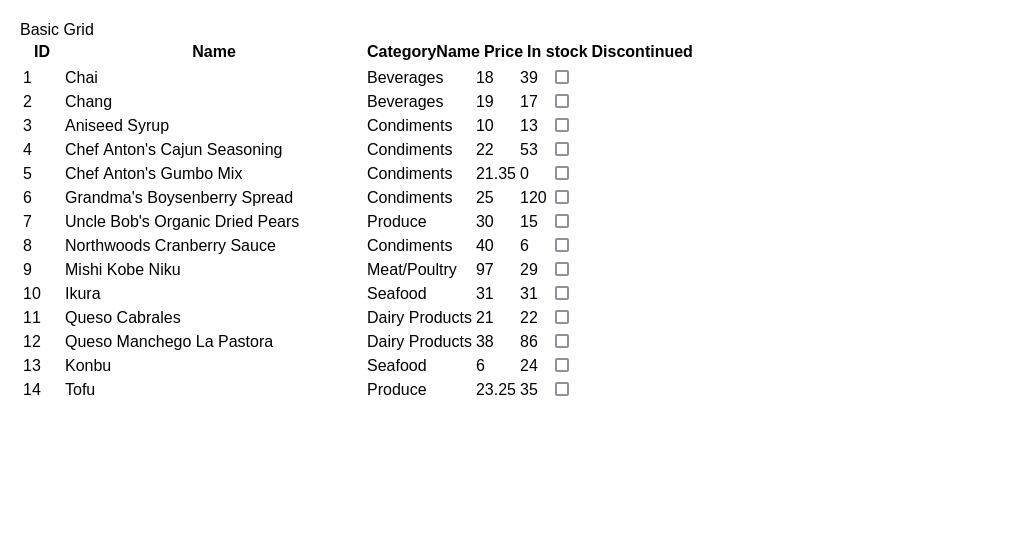 Basic Grid
ID Name CategoryName Price In stock Discontinued
1 Chai Beverages 18 39
2 Chang Beverages 19 17
3 Aniseed Syrup Condiments 10 13
4 Chef Anton's Cajun Seasoning Condiments 22 53
5 Chef Anton's Gumbo Mix Condiments 21.35 0
6 Grandma's Boysenberry Spread Condiments 25 120
7 Uncle Bob's Organic Dried Pears Produce 30 15
8 Northwoods Cranberry Sauce Condiments 40 6
9 Mishi Kobe Niku Meat/Poultry 97 29
10 Ikura Seafood 31 31
11 Queso Cabrales Dairy Products 21 22
12 Queso Manchego La Pastora Dairy Products 38 86
13 Konbu Seafood 6 24
14 Tofu Produce 23.25 35